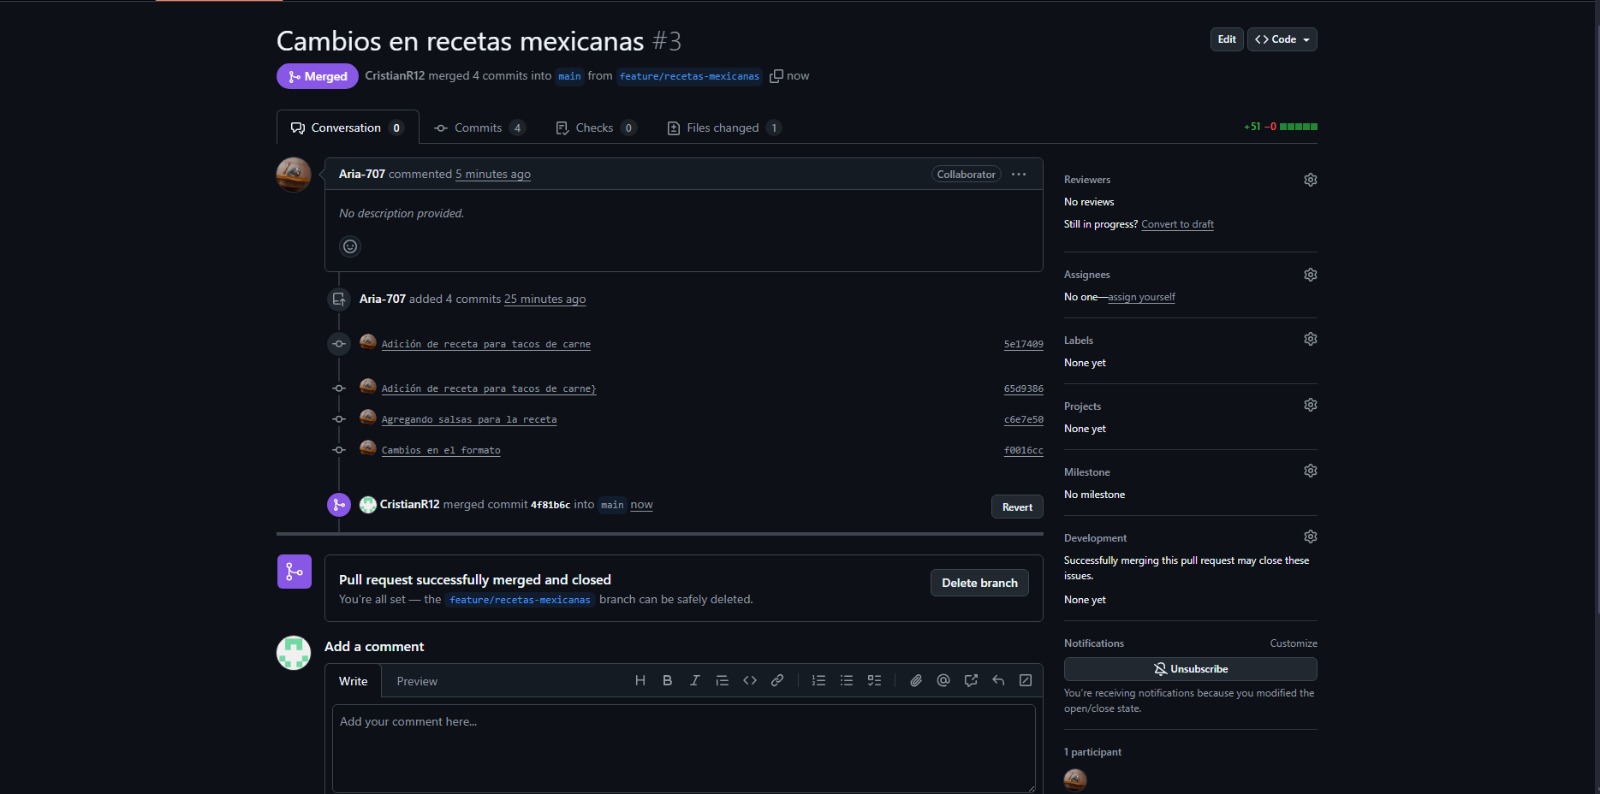 Cambios en recetas mexicanas #3
Edit
Code
Merged
CristianR12 merged 4 commits into main from feature/recetas-mexicanas now
Conversation 0
Commits 4
Checks 0
Files changed 1
+51 −0
Aria-707 commented 5 minutes ago
Collaborator
No description provided.
Aria-707 added 4 commits 25 minutes ago
Adición de receta para tacos de carne 5e17409
Adición de receta para tacos de carne} 65d9386
Agregando salsas para la receta c6e7e50
Cambios en el formato f0016cc
CristianR12 merged commit 4f81b6c into main now
Revert
Pull request successfully merged and closed
You're all set — the feature/recetas-mexicanas branch can be safely deleted.
Delete branch
Add a comment
Write
Preview
Add your comment here...
Reviewers
No reviews
Still in progress? Convert to draft
Assignees
No one—assign yourself
Labels
None yet
Projects
None yet
Milestone
No milestone
Development
Successfully merging this pull request may close these
issues.
None yet
Notifications
Customize
Unsubscribe
You're receiving notifications because you modified the
open/close state.
1 participant